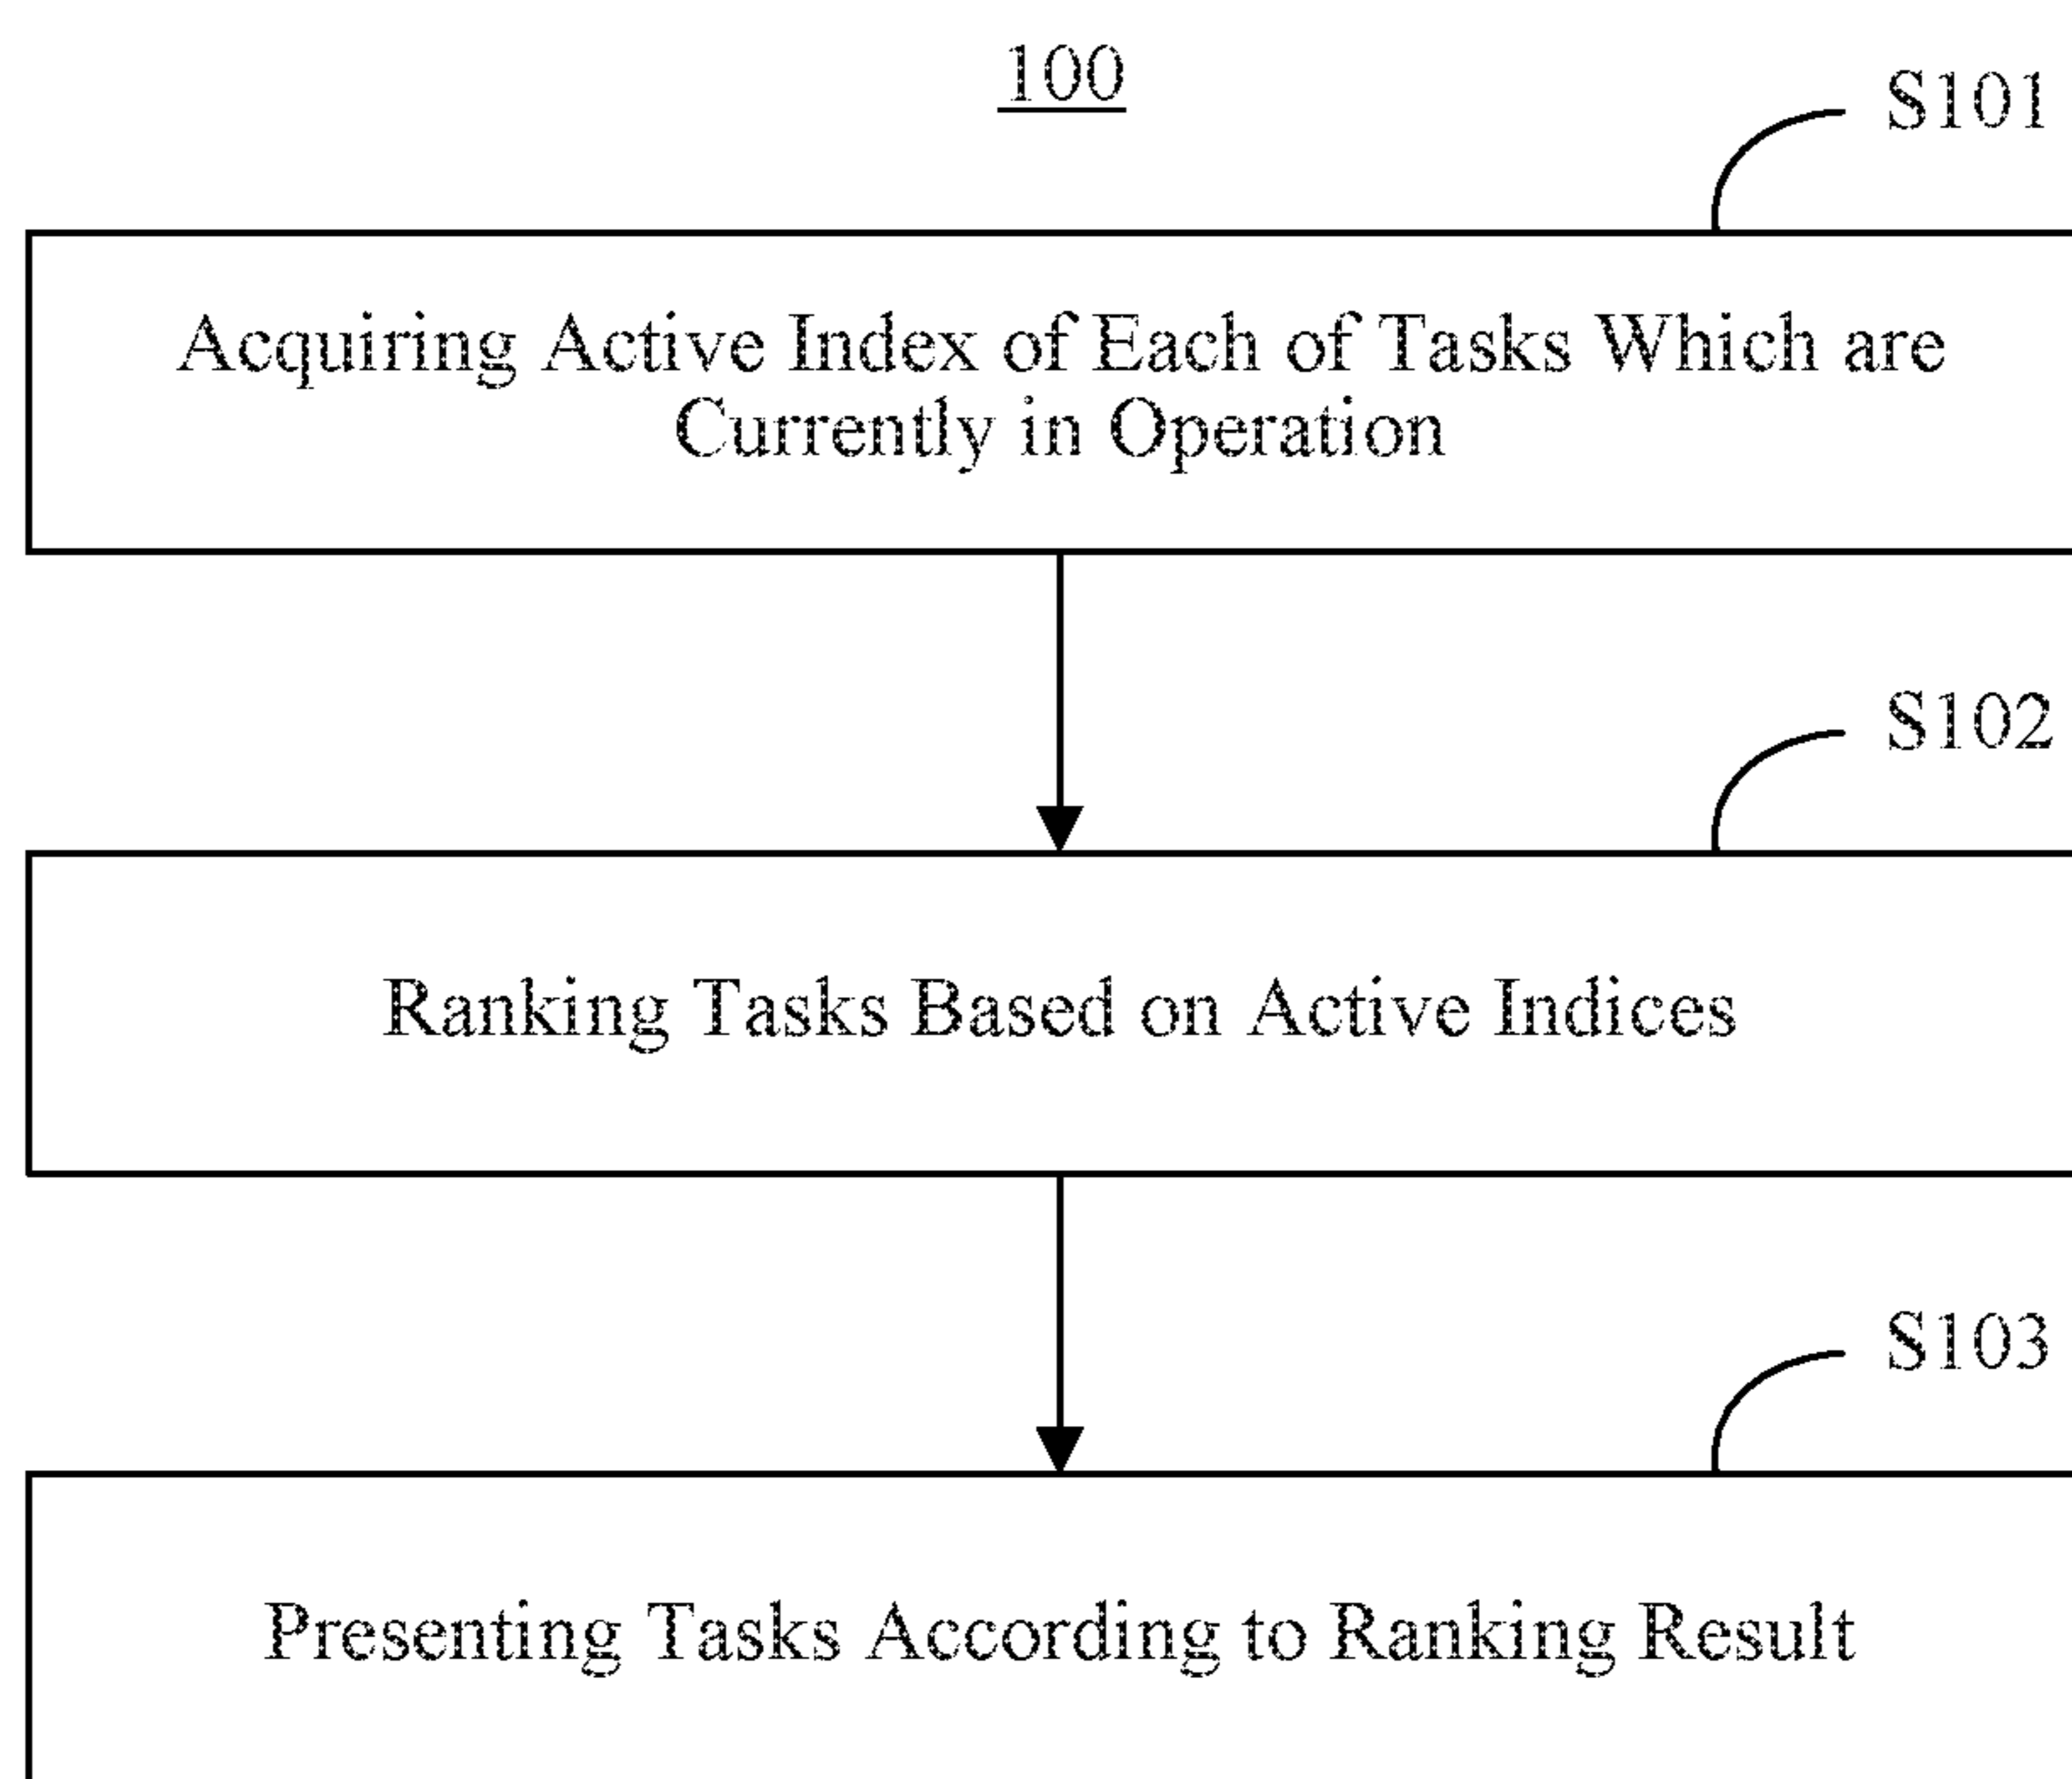 100
S101
Acquiring Active Index of Each of Tasks Which are
Currently in Operation
S102
Ranking Tasks Based on Active Indices
S103
Presenting Tasks According to Ranking Result